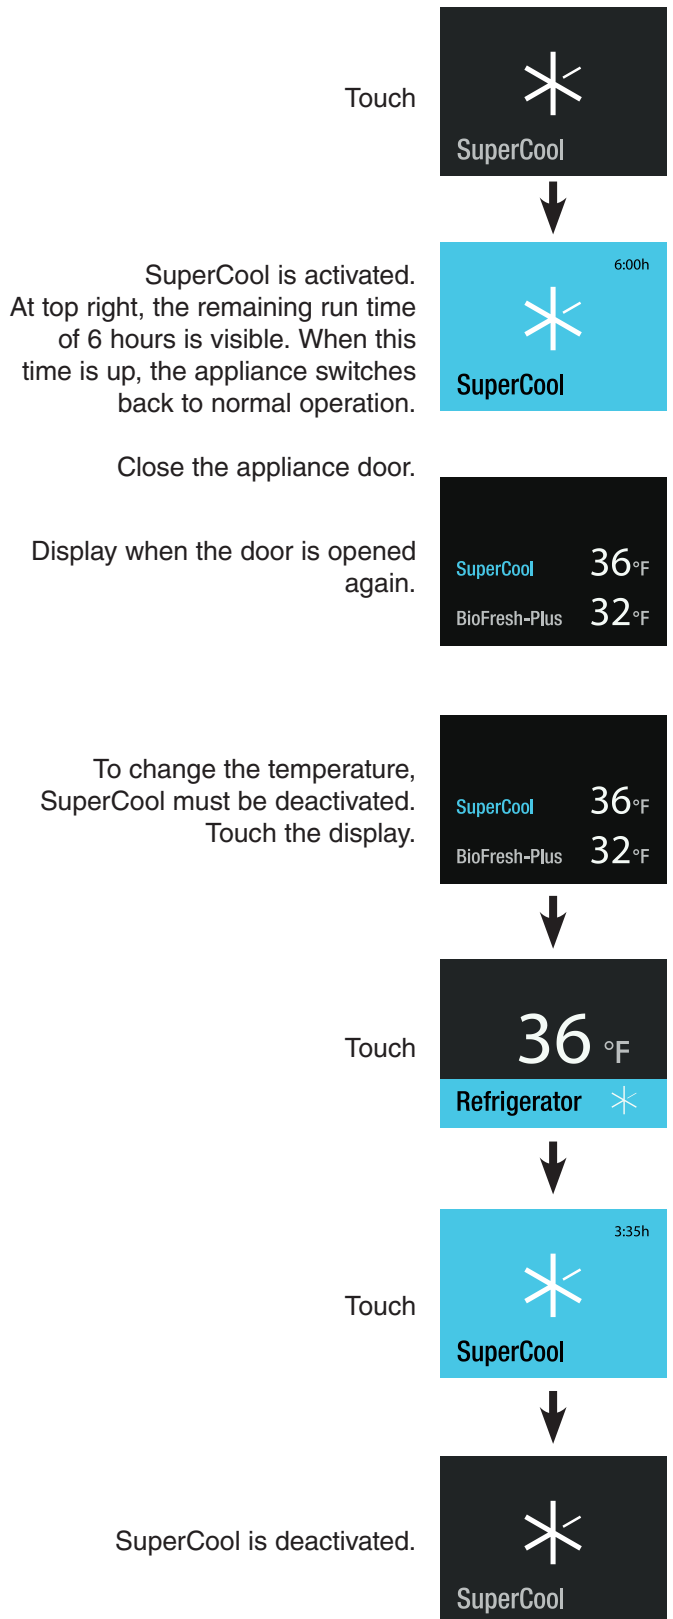 Touch
SuperCool
SuperCool is activated.
At top right, the remaining run time
of 6 hours is visible. When this
time is up, the appliance switches
back to normal operation.
6:00h
SuperCool
Close the appliance door.
Display when the door is opened
again.
SuperCool 36°F
BioFresh-Plus 32°F
To change the temperature,
SuperCool must be deactivated.
Touch the display.
SuperCool 36°F
BioFresh-Plus 32°F
Touch
36 °F
Refrigerator
Touch
3:35h
SuperCool
SuperCool is deactivated.
SuperCool